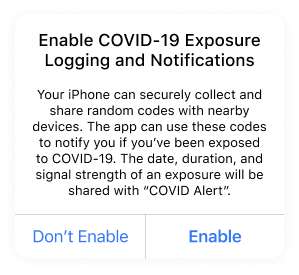 Enable COVID-19 Exposure
Logging and Notifications
Your iPhone can securely collect and
share random codes with nearby
devices. The app can use these codes
to notify you if you’ve been exposed
to COVID-19. The date, duration, and
signal strength of an exposure will be
shared with “COVID Alert”.
Don’t Enable
Enable